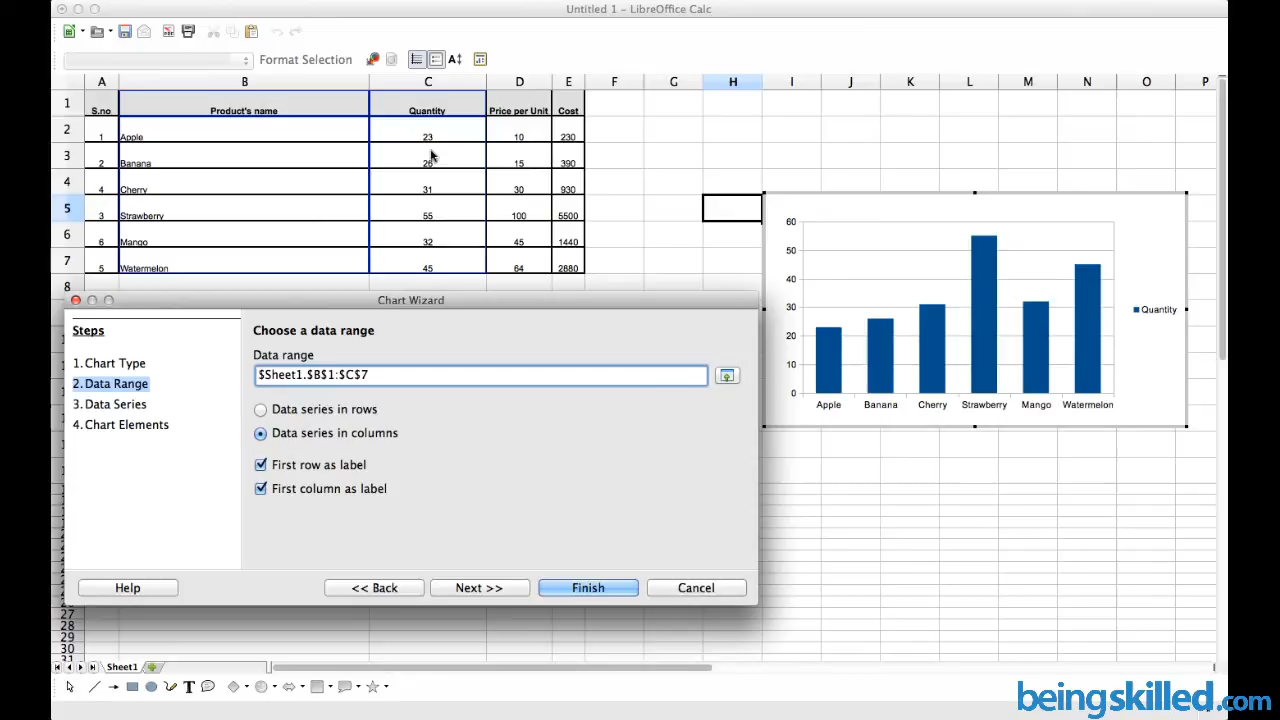 Untitled 1 - LibreOffice Calc
Format Selection
A B C D E F G H I J K L M N O P
1 S.no Product's name Quantity Price per Unit Cost
2 1 Apple 23 10 230
3 2 Banana 26 15 390
4 4 Cherry 31 30 930
5 3 Strawberry 55 100 5500
6 6 Mango 32 45 1440
7 5 Watermelon 45 64 2880
8
60
50
40
30
20
10
0
Apple Banana Cherry Strawberry Mango Watermelon
Quantity
Chart Wizard
Steps
1.Chart Type
2.Data Range
3.Data Series
4.Chart Elements
Choose a data range
Data range
$Sheet1.$B$1:$C$7
Data series in rows
Data series in columns
First row as label
First column as label
Help << Back Next >> Finish Cancel
27
28
29
30
31
Sheet1
beingskilled.com